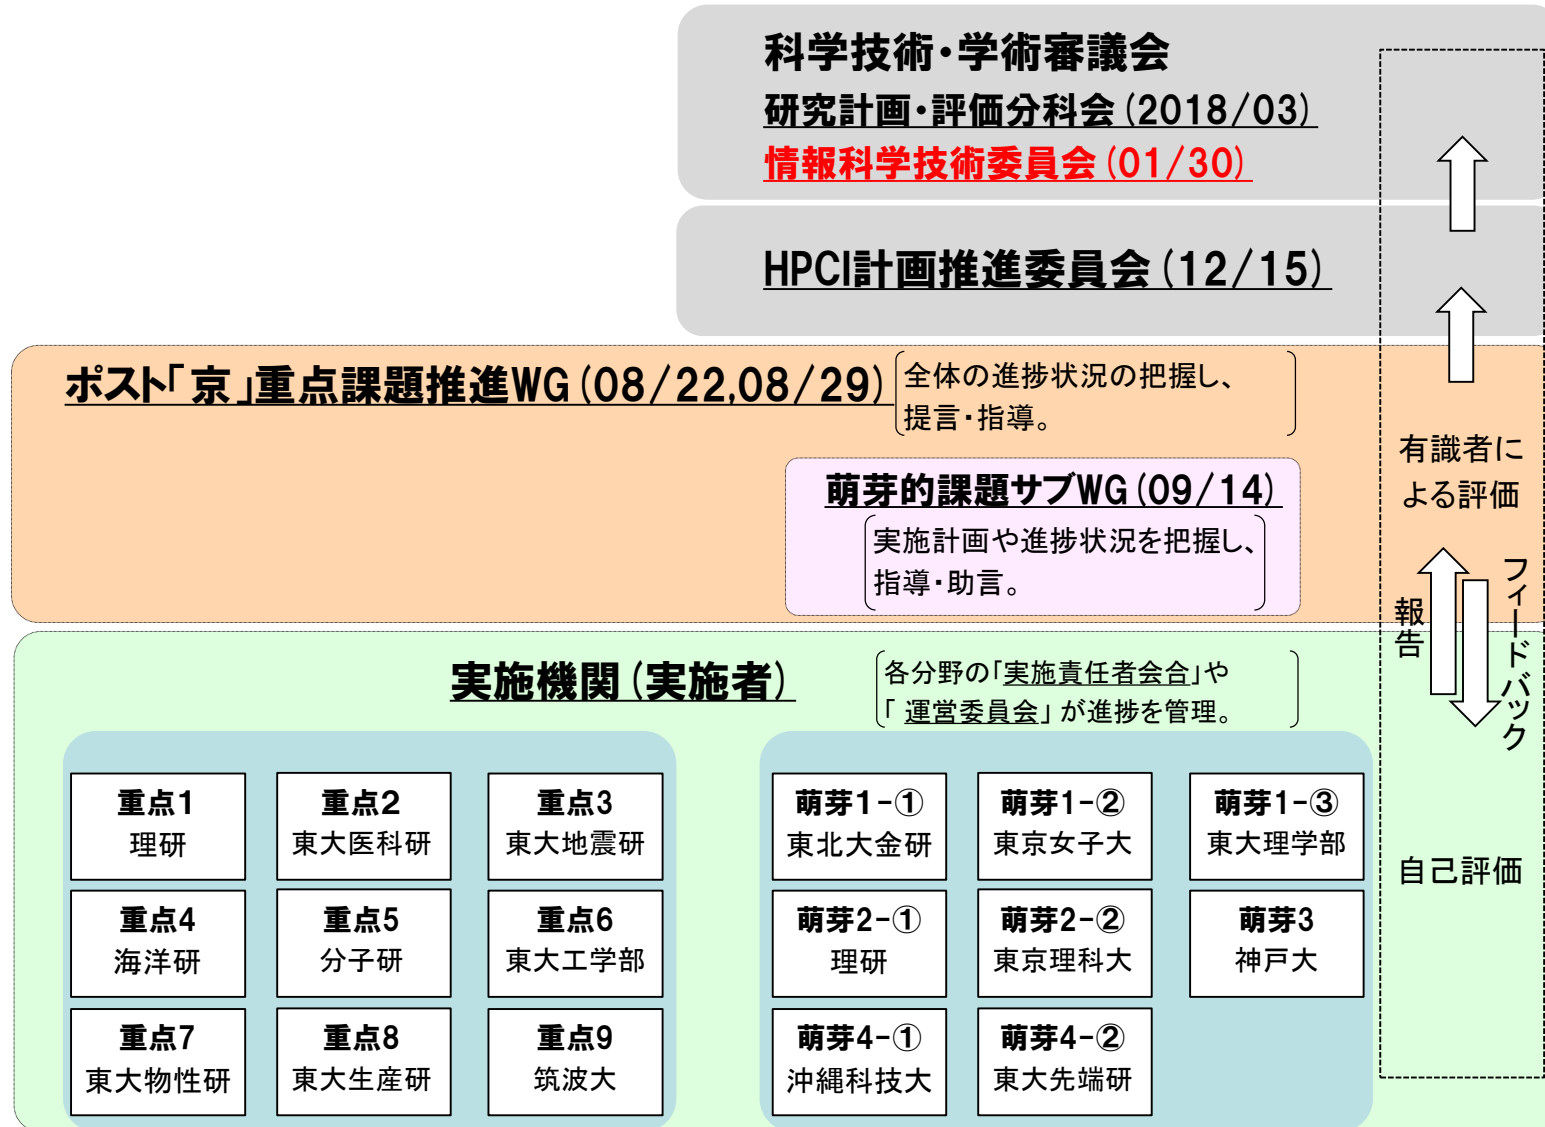 科学技術・学術審議会
研究計画・評価分科会(2018/03)
情報科学技術委員会(01/30)
HPCI計画推進委員会(12/15)
ポスト「京」重点課題推進WG(08/22,08/29)
全体の進捗状況の把握し、
提言・指導。
萌芽的課題サブWG(09/14)
実施計画や進捗状況を把握し、
指導・助言。
有識者に
よる評価
報告
フィードバック
自己評価
実施機関(実施者)
各分野の「実施責任者会合」や
「運営委員会」が進捗を管理。
重点1
理研
重点2
東大医科研
重点3
東大地震研
重点4
海洋研
重点5
分子研
重点6
東大工学部
重点7
東大物性研
重点8
東大生産研
重点9
筑波大
萌芽1-①
東北大金研
萌芽1-②
東京女子大
萌芽1-③
東大理学部
萌芽2-①
理研
萌芽2-②
東京理科大
萌芽3
神戸大
萌芽4-①
沖縄科技大
萌芽4-②
東大先端研